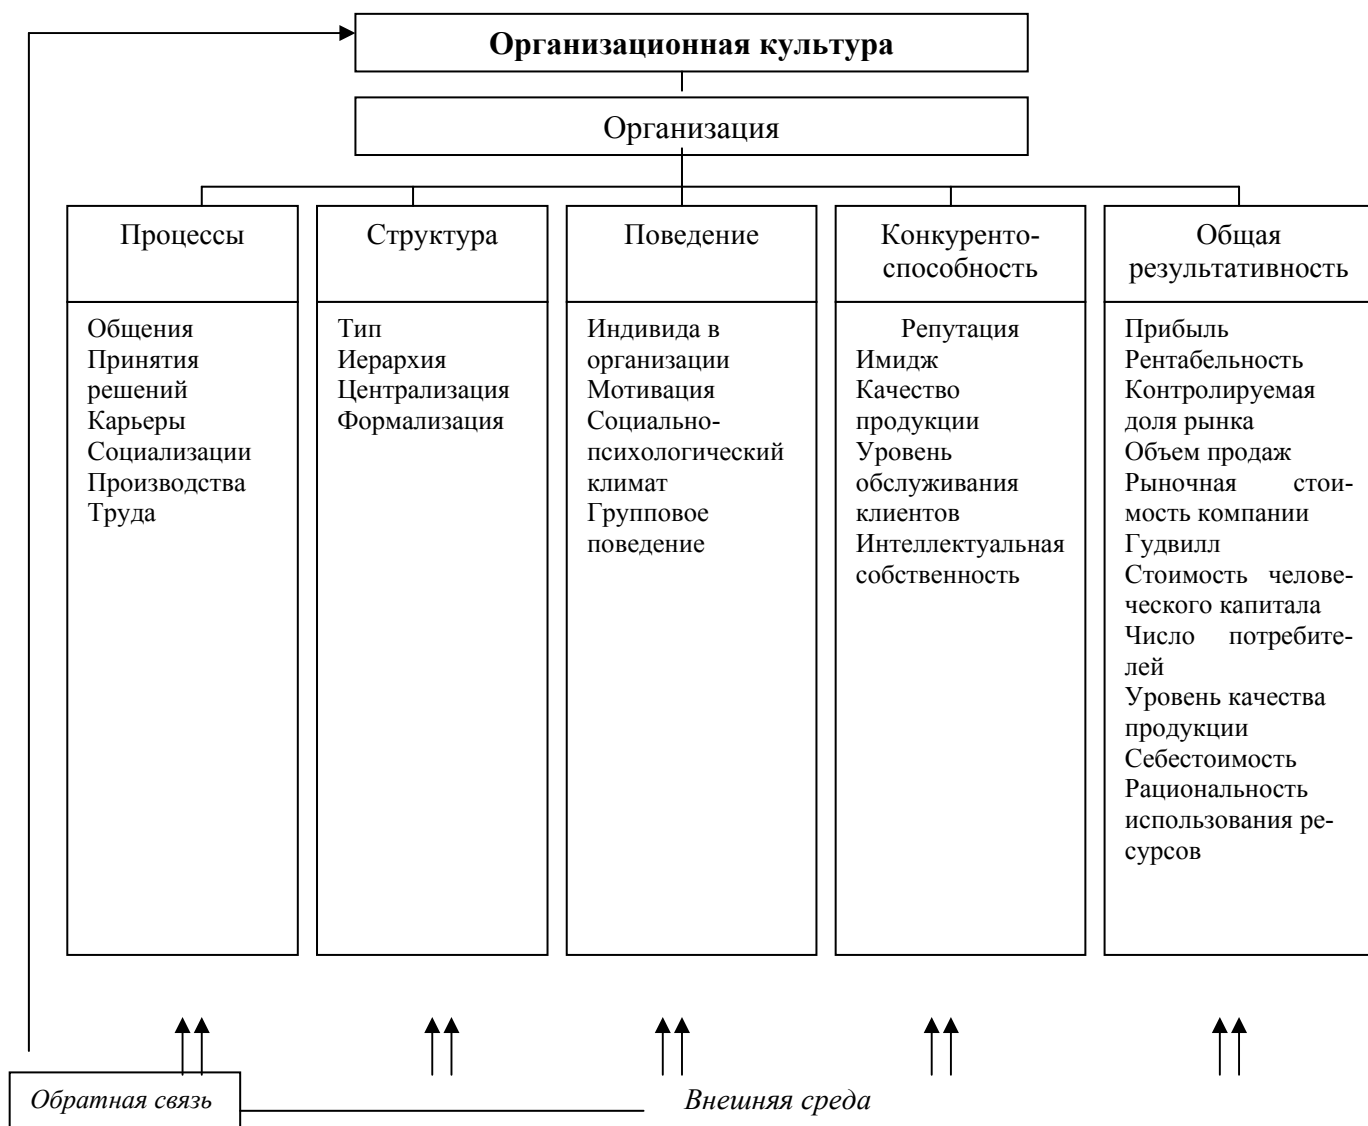 Организационная культура
Организация
Процессы
Общения
Принятия
решений
Карьеры
Социализации
Производства
Труда
Структура
Тип
Иерархия
Централизация
Формализация
Поведение
Индивида в
организации
Мотивация
Социально-
психологический
климат
Групповое
поведение
Конкуренто-
способность
Репутация
Имидж
Качество
продукции
Уровень
обслуживания
клиентов
Интеллектуальная
собственность
Общая
результативность
Прибыль
Рентабельность
Контролируемая
доля рынка
Объем продаж
Рыночная стои-
мость компании
Гудвилл
Стоимость челове-
ческого капитала
Число потребите-
лей
Уровень качества
продукции
Себестоимость
Рациональность
использования ре-
сурсов
Обратная связь
Внешняя среда